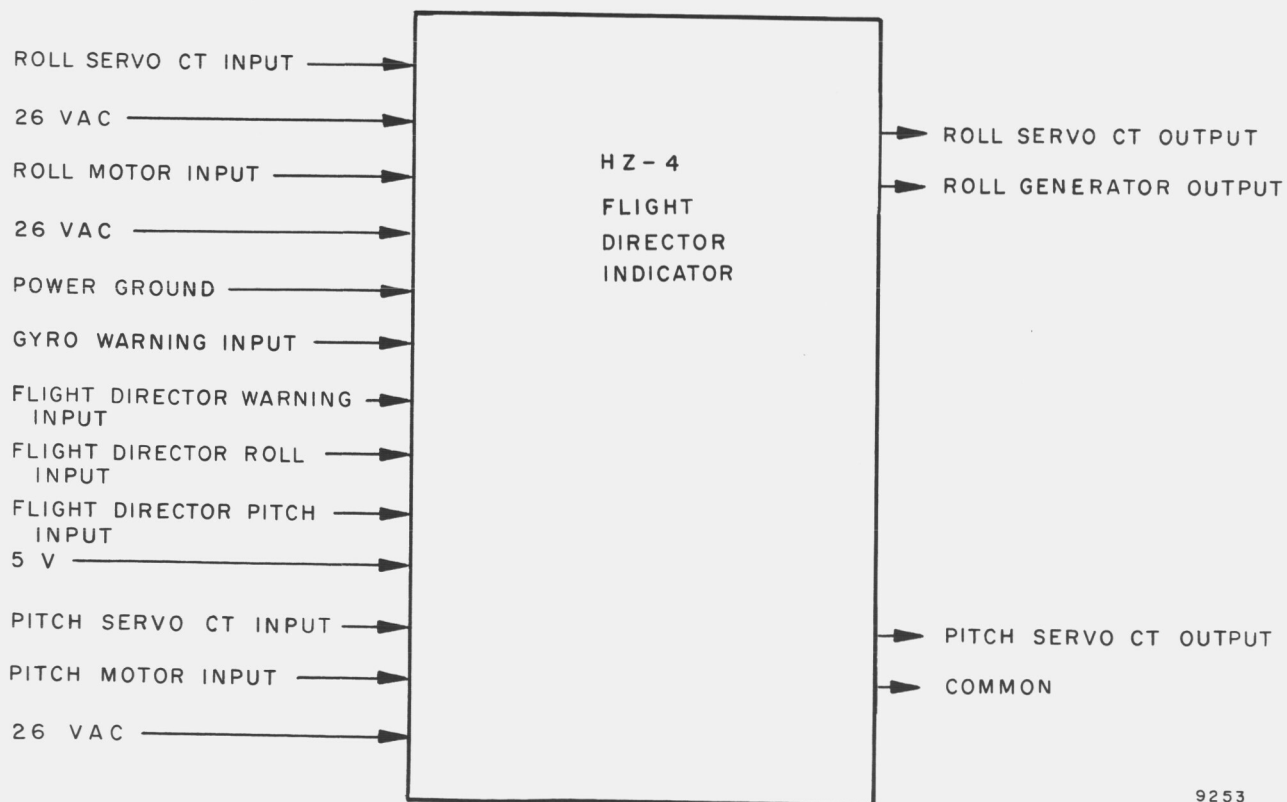 ROLL SERVO CT INPUT
26 VAC
ROLL MOTOR INPUT
26 VAC
POWER GROUND
GYRO WARNING INPUT
FLIGHT DIRECTOR WARNING
INPUT
FLIGHT DIRECTOR ROLL
INPUT
FLIGHT DIRECTOR PITCH
INPUT
5 V
PITCH SERVO CT INPUT
PITCH MOTOR INPUT
26 VAC
HZ-4
FLIGHT
DIRECTOR
INDICATOR
ROLL SERVO CT OUTPUT
ROLL GENERATOR OUTPUT
PITCH SERVO CT OUTPUT
COMMON
9253